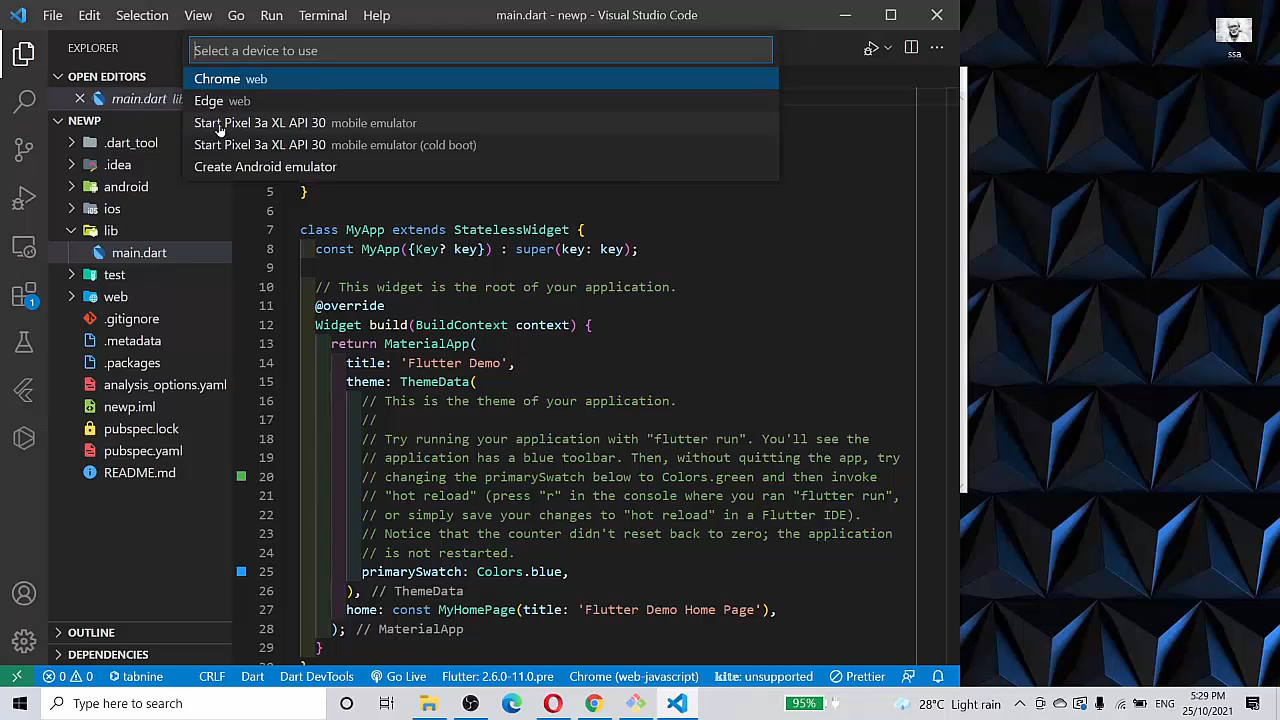 File Edit Selection View Go Run Terminal Help main.dart - newp - Visual Studio Code
EXPLORER
Select a device to use
Chrome web
Edge web
Start Pixel 3a XL API 30 mobile emulator
Start Pixel 3a XL API 30 mobile emulator (cold boot)
Create Android emulator
OPEN EDITORS
main.dart lib
NEWP
.dart_tool
.idea
android
ios
lib
main.dart
test
web
.gitignore
.metadata
.packages
analysis_options.yaml
newp.iml
pubspec.lock
pubspec.yaml
README.md
OUTLINE
DEPENDENCIES
1
5 }
6
7 class MyApp extends StatelessWidget {
8 const MyApp({Key? key}) : super(key: key);
9
10 // This widget is the root of your application.
11 @override
12 Widget build(BuildContext context) {
13 return MaterialApp(
14 title: 'Flutter Demo',
15 theme: ThemeData(
16 // This is the theme of your application.
17 //
18 // Try running your application with "flutter run". You'll see the
19 // application has a blue toolbar. Then, without quitting the app, try
20 // changing the primarySwatch below to Colors.green and then invoke
21 // "hot reload" (press "r" in the console where you ran "flutter run",
22 // or simply save your changes to "hot reload" in a Flutter IDE).
23 // Notice that the counter didn't reset back to zero; the application
24 // is not restarted.
25 primarySwatch: Colors.blue,
26 ), // ThemeData
27 home: const MyHomePage(title: 'Flutter Demo Home Page'),
28 ); // MaterialApp
29 }
0 0 tabnine CRLF Dart Dart DevTools Go Live Flutter: 2.6.0-11.0.pre Chrome (web-javascript) kite: unsupported Prettier
ssa
Type here to search
95%
28°C Light rain
5:29 PM
25/10/2021